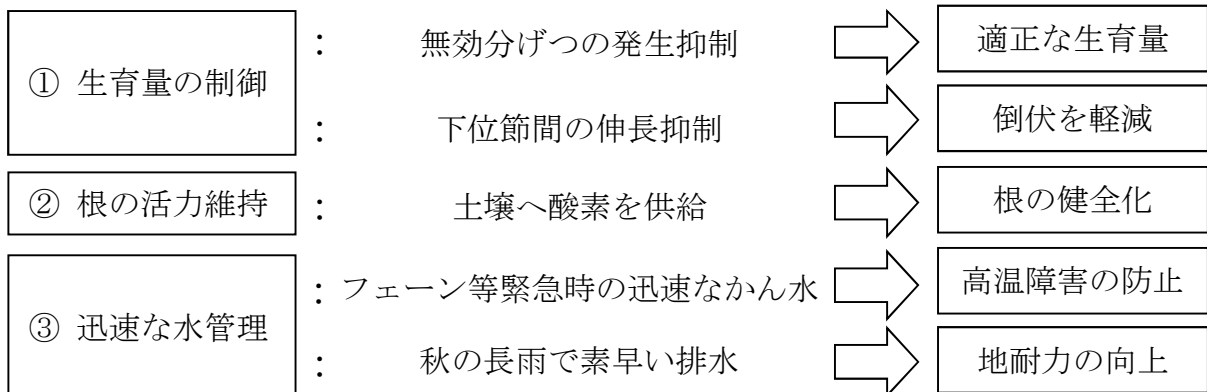 ① 生育量の制御
: 無効分げつの発生抑制 適正な生育量
: 下位節間の伸長抑制 倒伏を軽減
② 根の活力維持 : 土壌へ酸素を供給 根の健全化
③ 迅速な水管理
: フェーン等緊急時の迅速なかん水 高温障害の防止
: 秋の長雨で素早い排水 地耐力の向上